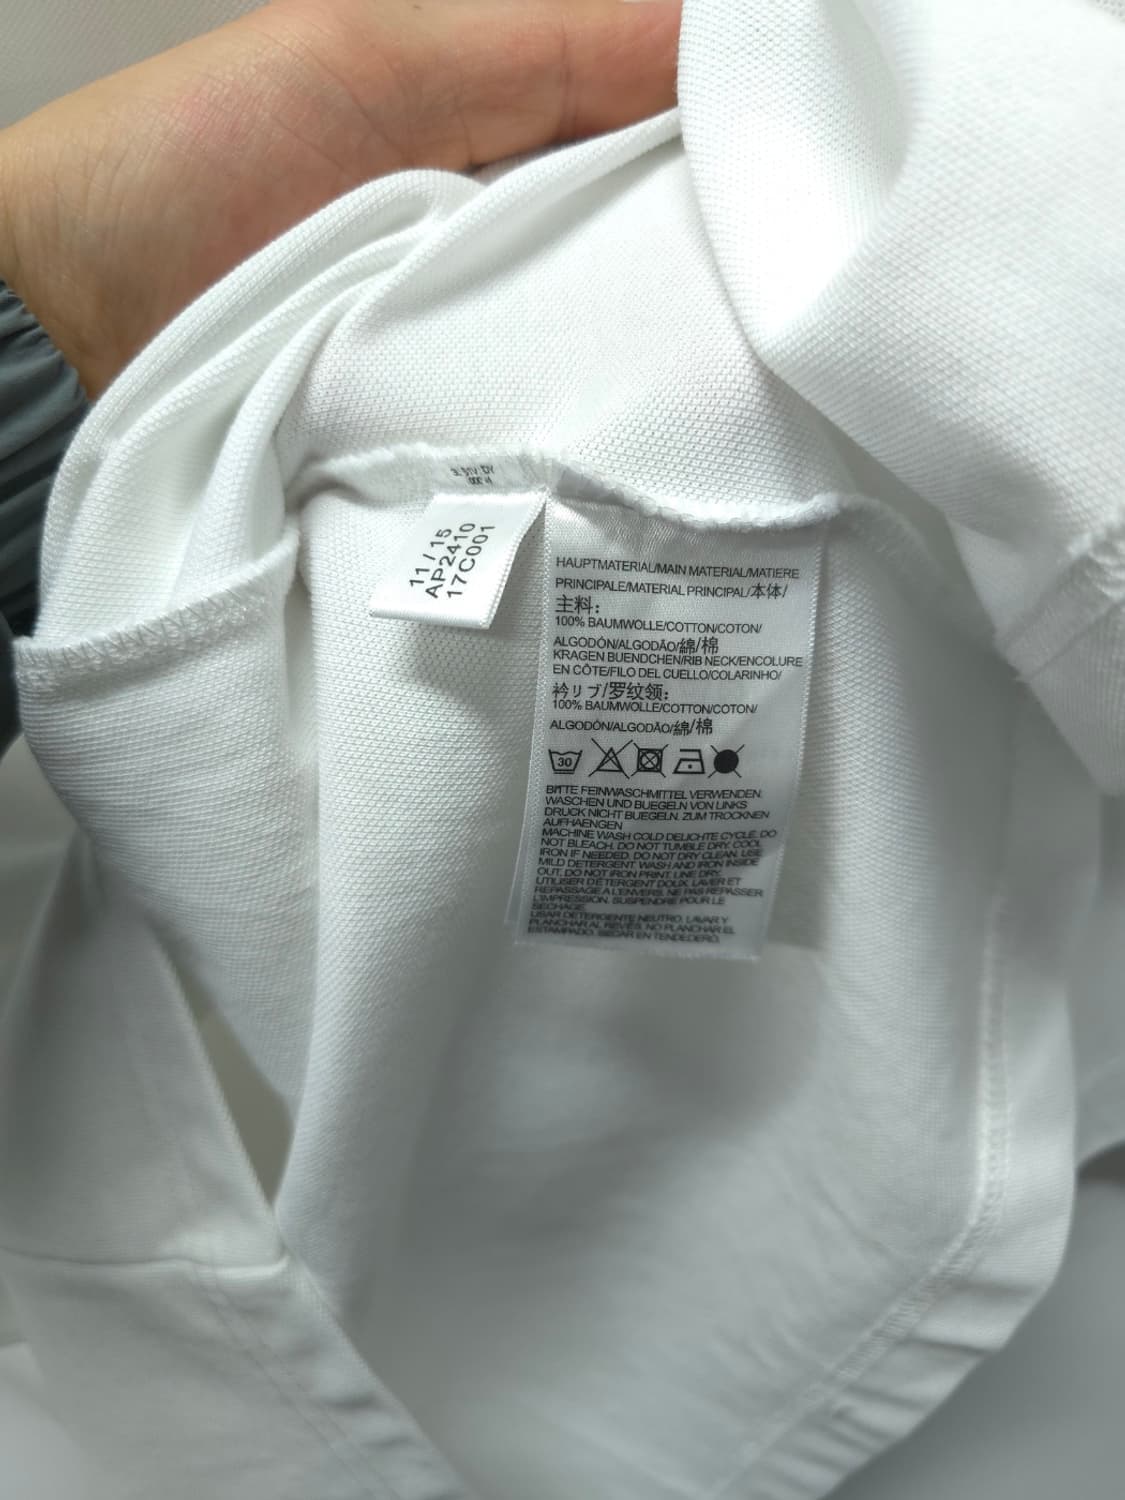 11/15
AP2410
17C001
HAUPTMATERIAL/MAIN MATERIAL/MATIERE
PRINCIPALE/MATERIAL PRINCIPAL/本体/
主料：
100% BAUMWOLLE/COTTON/COTON/
ALGODÓN/ALGODÃO/綿/棉
KRAGEN BUENDCHEN/RIB NECK/ENCOLURE
EN CÔTE/FILO DEL CUELLO/COLARINHO/
衿リブ/罗纹领：
100% BAUMWOLLE/COTTON/COTON/
ALGODÓN/ALGODÃO/綿/棉
30
BITTE FEINWASCHMITTEL VERWENDEN.
WASCHEN UND BUEGELN VON LINKS
DRUCK NICHT BUEGELN. ZUM TROCKNEN
AUFHAENGEN
MACHINE WASH COLD DELICHTE CYCLE. DO
NOT BLEACH. DO NOT TUMBLE DRY. COOL
IRON IF NEEDED. DO NOT DRY CLEAN. USE
MILD DETERGENT. WASH AND IRON INSIDE
OUT. DO NOT IRON PRINT. LINE DRY.
UTILISER DÉTERGENT DOUX. LAVER ET
REPASSAGE A L'ENVERS. NE PAS REPASSER
L'IMPRESSION. SUSPENDRE POUR LE
SECHAGE.
USAR DETERGENTE NEUTRO. LAVAR Y
PLANCHAR AL REVÉS. NO PLANCHAR EL
ESTAMPADO. SECAR EN TENDEDERO.